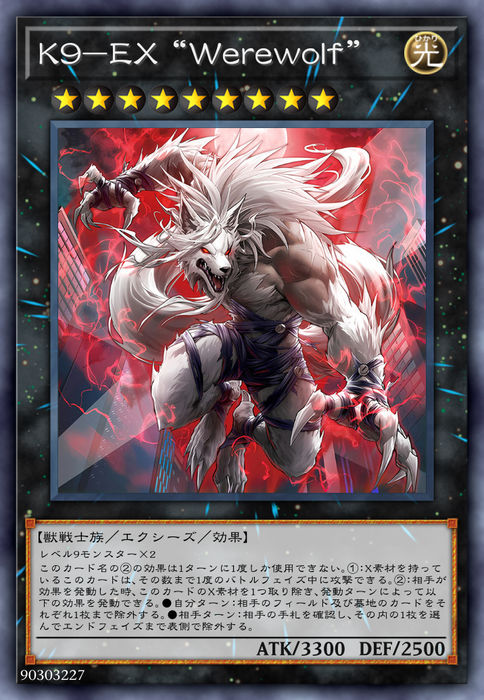 K9－EX “Werewolf”
ひかり
光
【獣戦士族／エクシーズ／効果】
レベル9モンスター×2
このカード名の②の効果は1ターンに1度しか使用できない。①：X素材を持って
いるこのカードは、その数まで1度のバトルフェイズ中に攻撃できる。②：相手が
効果を発動した時、このカードのX素材を1つ取り除き、発動ターンによって以
下の効果を発動できる。●自分ターン：相手のフィールド及び墓地のカードをそ
れぞれ1枚まで除外する。●相手ターン：相手の手札を確認し、その内の1枚を選
んでエンドフェイズまで表側で除外する。
ATK/3300 DEF/2500
90303227